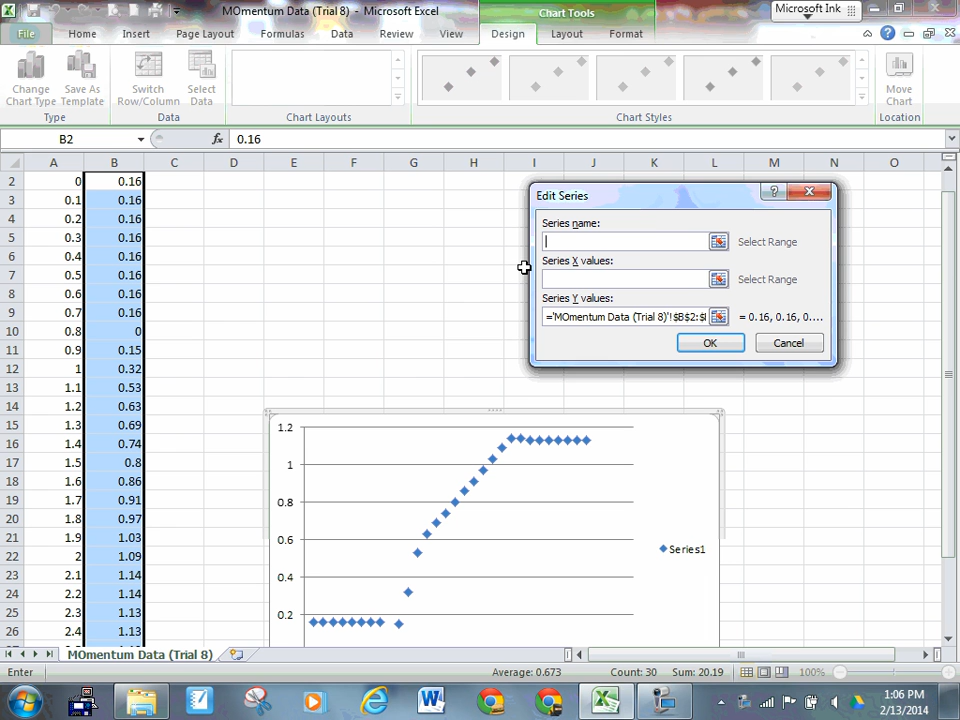 MOmentum Data (Trial 8) - Microsoft Excel
Chart Tools
Microsoft Ink
File Home Insert Page Layout Formulas Data Review View Design Layout Format
Change Chart Type
Save As Template
Switch Row/Column
Select Data
Move Chart
Type Data Chart Layouts Chart Styles Location
B2 fx 0.16
A B C D E F G H I J K L M N O
2 0 0.16
3 0.1 0.16
4 0.2 0.16
5 0.3 0.16
6 0.4 0.16
7 0.5 0.16
8 0.6 0.16
9 0.7 0.16
10 0.8 0
11 0.9 0.15
12 1 0.32
13 1.1 0.53
14 1.2 0.63
15 1.3 0.69
16 1.4 0.74
17 1.5 0.8
18 1.6 0.86
19 1.7 0.91
20 1.8 0.97
21 1.9 1.03
22 2 1.09
23 2.1 1.14
24 2.2 1.14
25 2.3 1.13
26 2.4 1.13
Edit Series
Series name:
Select Range
Series X values:
Select Range
Series Y values:
='MOmentum Data (Trial 8)'!$B$2:$ = 0.16, 0.16, 0....
OK Cancel
1.2
1
0.8
0.6
0.4
0.2
Series1
MOmentum Data (Trial 8)
Enter Average: 0.673 Count: 30 Sum: 20.19 100%
1:06 PM
2/13/2014